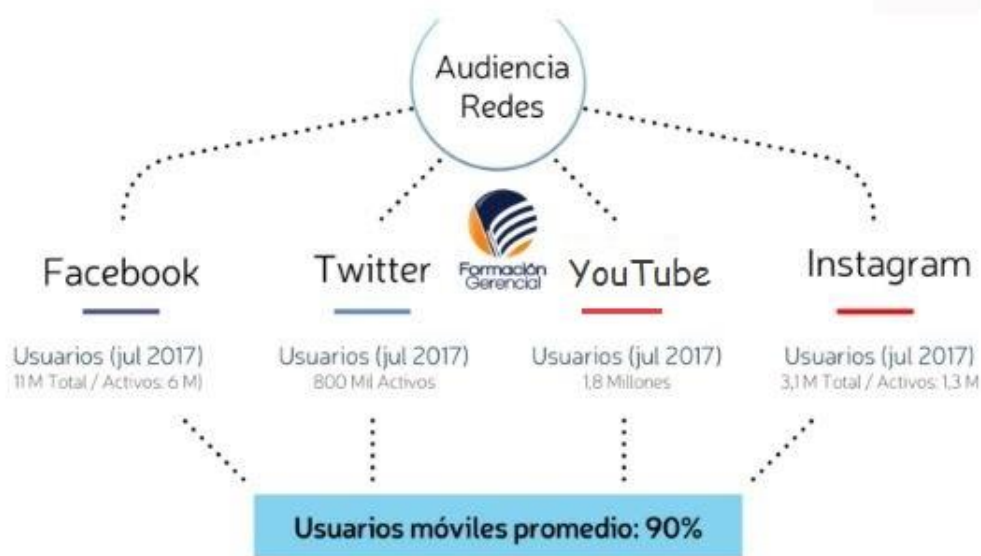 Audiencia
Redes
Formación
Gerencial
Facebook
Twitter
YouTube
Instagram
Usuarios (jul 2017)
11 M Total / Activos: 6 M)
Usuarios (jul 2017)
800 Mil Activos
Usuarios (jul 2017)
1,8 Millones
Usuarios (jul 2017)
3,1 M Total / Activos: 1,3 M
Usuarios móviles promedio: 90%